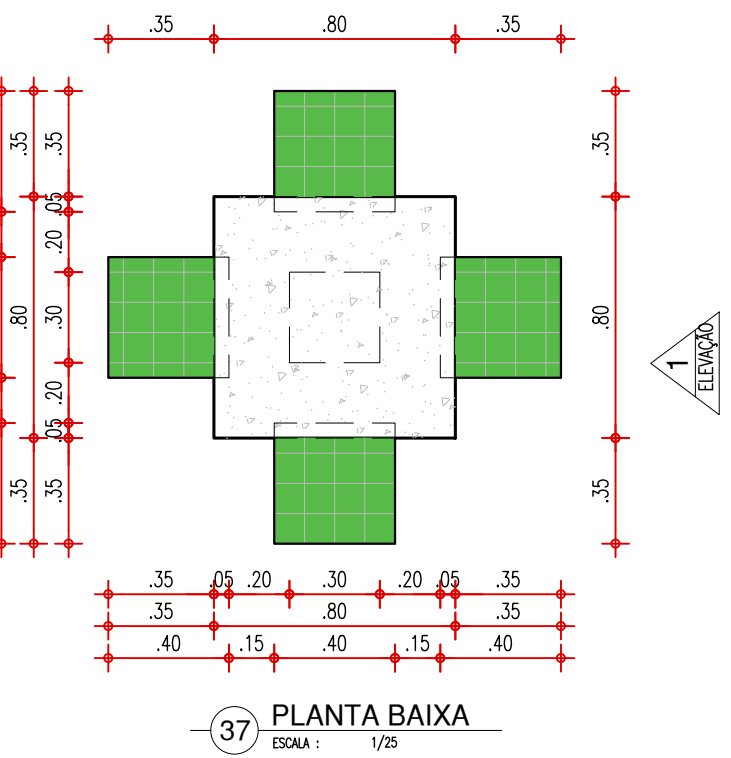 .35 .80 .35
.35 .35 .35
.05
.20
.80 .30 .80
.20
.05
.35 .35 .35
1
ELEVAÇÃO
.35 .05 .20 .30 .20 .05 .35
.35 .80 .35
.40 .15 .40 .15 .40
37 PLANTA BAIXA
ESCALA : 1/25